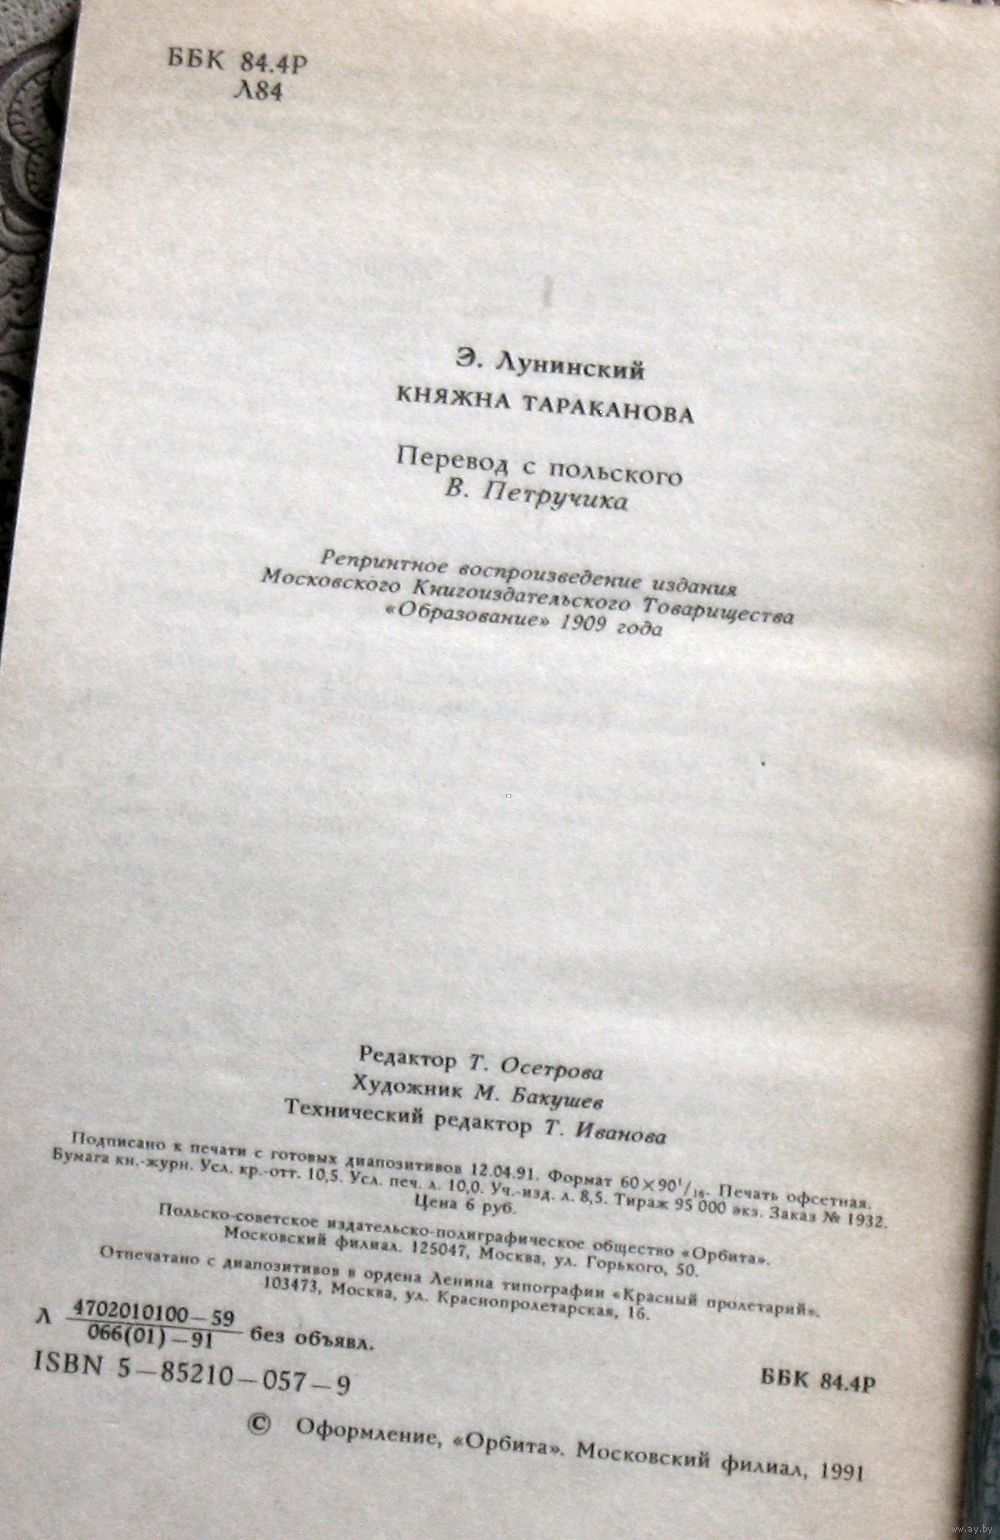 ББК 84.4Р
Л84
Э. Лунинский
КНЯЖНА ТАРАКАНОВА
Перевод с польского
В. Петручика
Репринтное воспроизведение издания
Московского Книгоиздательского Товарищества
«Образование» 1909 года
Редактор Т. Осетрова
Художник М. Бакушев
Технический редактор Т. Иванова
Подписано к печати с готовых диапозитивов 12.04.91. Формат 60×90¹/₁₆. Печать офсетная.
Бумага кн.-журн. Усл. кр.-отт. 10,5. Усл. печ. л. 10,0. Уч.-изд. л. 8,5. Тираж 95 000 экз. Заказ № 1932.
Цена 6 руб.
Польско-советское издательско-полиграфическое общество «Орбита».
Московский филиал. 125047, Москва, ул. Горького, 50.
Отпечатано с диапозитивов в ордена Ленина типографии «Красный пролетарий».
103473, Москва, ул. Краснопролетарская, 16.
Л 4702010100—59
066(01)—91 без объявл.
ISBN 5—85210—057—9
ББК 84.4Р
© Оформление, «Орбита». Московский филиал, 1991
www.ay.by